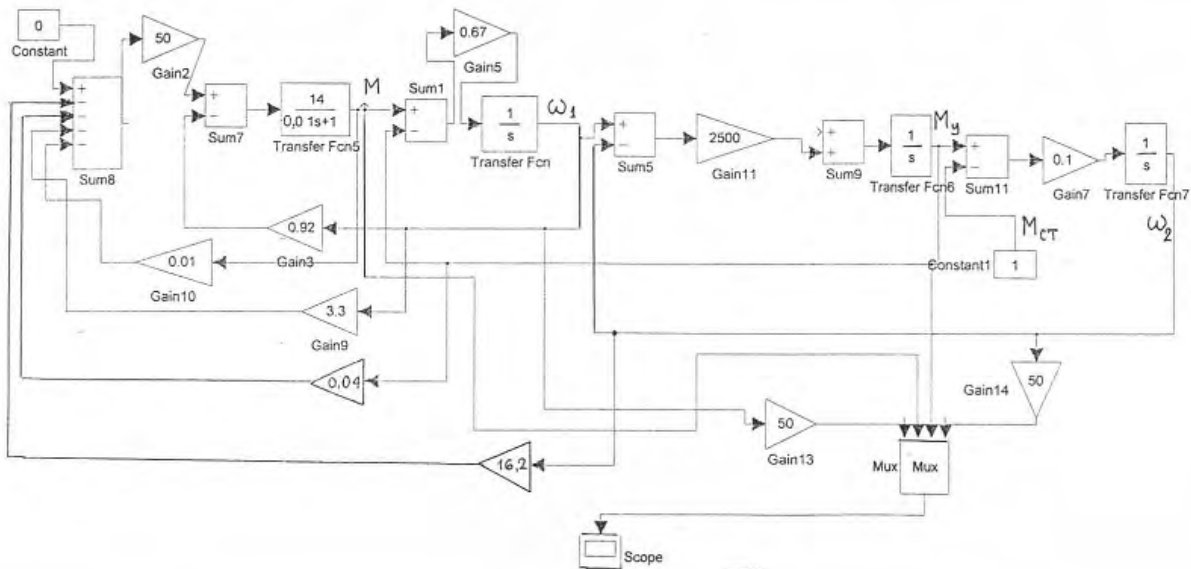 0
Constant
50
Gain2
+
−
−
−
−
Sum8
+
−
Sum7
14
0,0 1s+1
Transfer Fcn5
M
Sum1
+
−
0.67
Gain5
1
s
Transfer Fcn
ω1
+
−
Sum5
2500
Gain11
+
+
Sum9
1
s
Transfer Fcn6
My
+
−
Sum11
0.1
Gain7
1
s
Transfer Fcn7
ω2
Mст
Constant1
1
0.92
Gain3
0.01
Gain10
3.3
Gain9
0,04
16,2
50
Gain13
50
Gain14
Mux
Mux
Scope